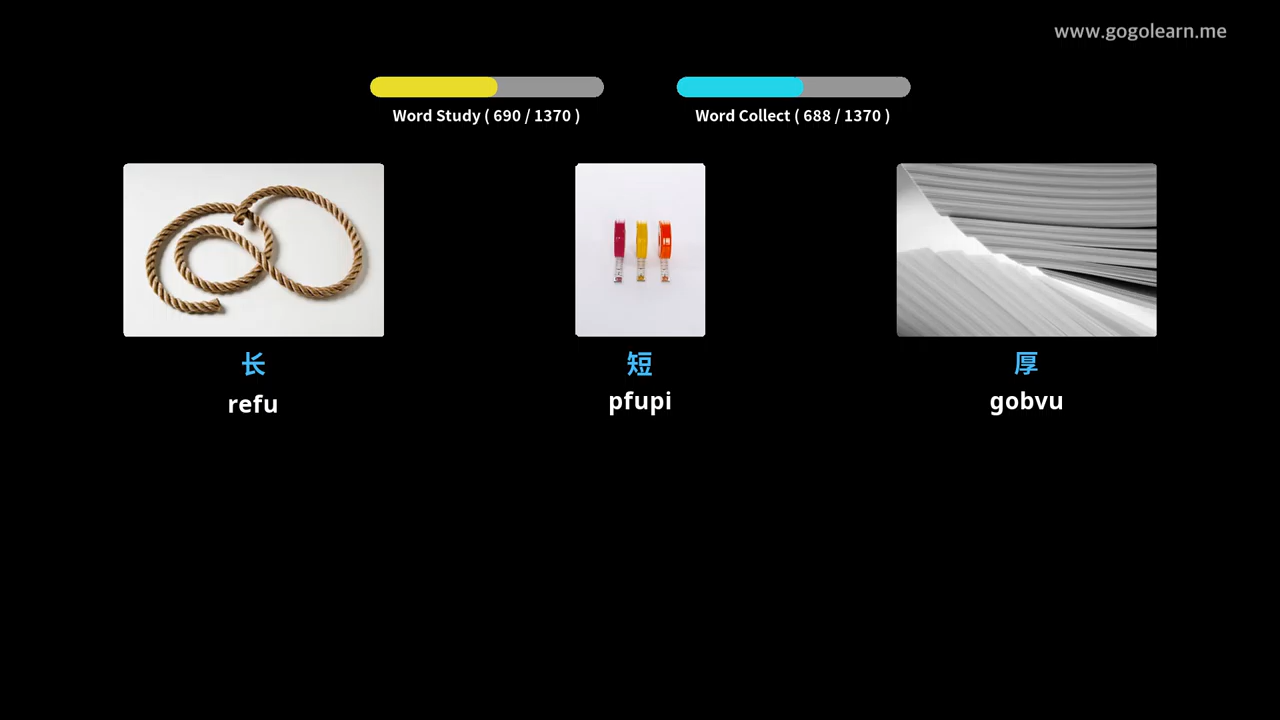 www.gogolearn.me
Word Study ( 690 / 1370 )
Word Collect ( 688 / 1370 )
长
refu
短
pfupi
厚
gobvu